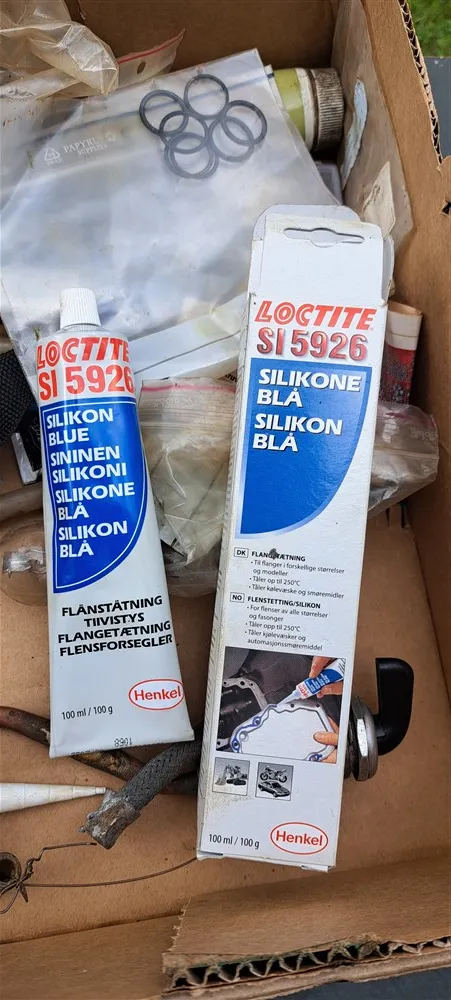 PAPYRU
LOCTITE
SI 5926
SILIKON
BLUE
SININEN
SILIKONI
SILIKONE
BLÅ
SILIKON
BLÅ
FLÄNSTÄTNING
TIIVISTYS
FLANGETÆTNING
FLENSFORSEGLER
Henkel
100 ml / 100 g
1068
LOCTITE
SI 5926
SILIKONE
BLÅ
SILIKON
BLÅ
DK FLANGETÆTNING
• Til flanger i forskellige størrelser
og modeller
• Tåler op til 250°C
• Tåler kølevæske og smøremidler
NO FLENSTETTING/SILIKON
• For flenser av alle størrelser
og fasonger
• Tåler opp til 250°C
• Tåler kjølevæsker og
automasjonssmøremiddel
100 ml / 100 g
Henkel